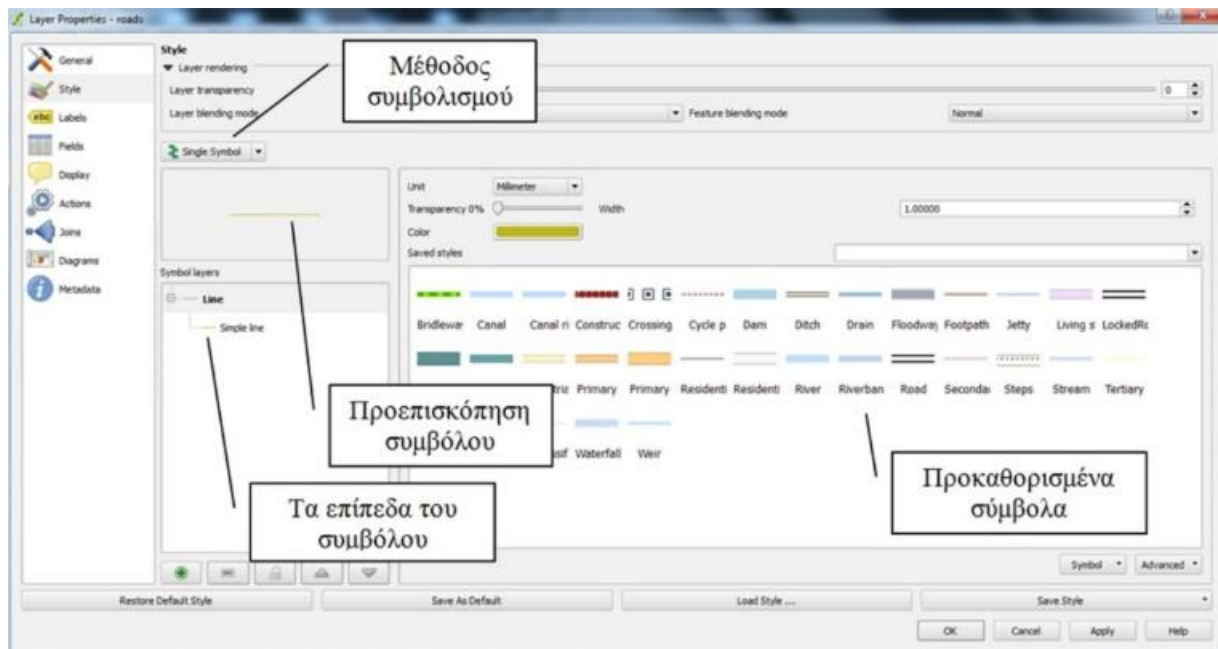 Layer Properties - roads
General
Style
Labels
Fields
Display
Actions
Joins
Diagrams
Metadata
Style
Layer rendering
Layer transparency
0
Layer blending mode
Feature blending mode
Normal
Μέθοδος
συμβολισμού
Single Symbol
Unit
Millimeter
Transparency 0%
Width
1.00000
Color
Saved styles
Symbol layers
Line
Simple line
Bridleway Canal Canal ri Construc Crossing Cycle p Dam Ditch Drain Floodway Footpath Jetty Living s LockedRo
Primary Primary Residenti Residenti River Riverban Road Seconda Steps Stream Tertiary
Waterfall Weir
Προεπισκόπηση
συμβόλου
Τα επίπεδα του
συμβόλου
Προκαθορισμένα
σύμβολα
Symbol
Advanced
Restore Default Style
Save As Default
Load Style ...
Save Style
OK
Cancel
Apply
Help